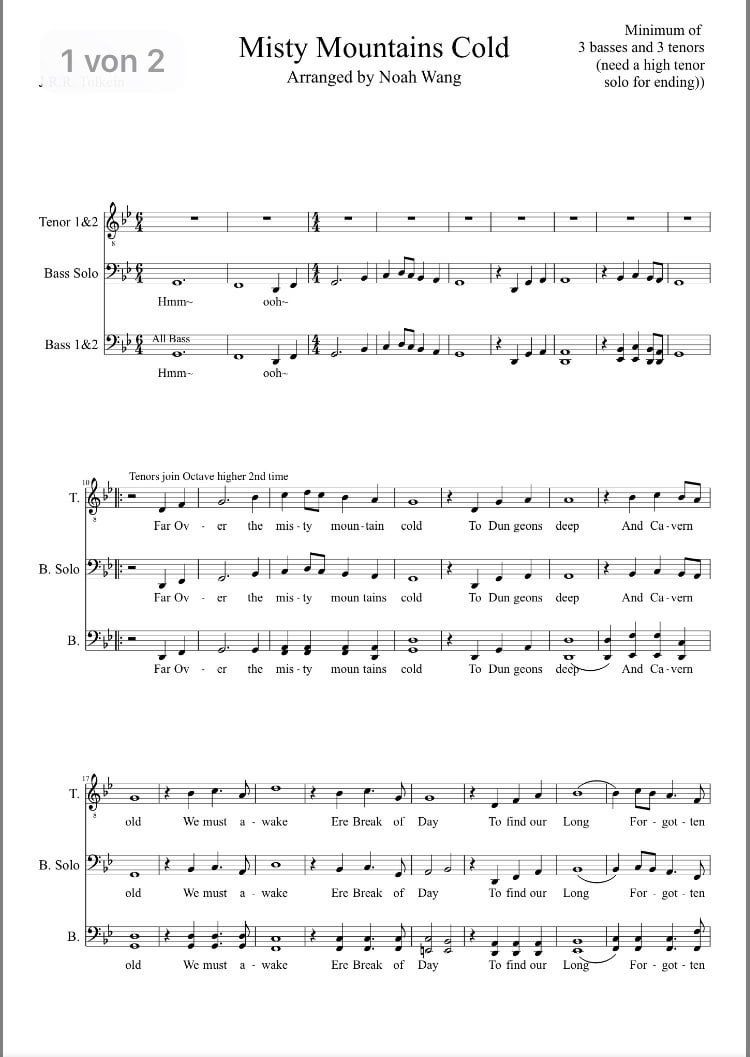 1 von 2
Misty Mountains Cold
Arranged by Noah Wang
Minimum of
3 basses and 3 tenors
(need a high tenor
solo for ending))
J.R.R. Tolkein
Tenor 1&2
Bass Solo
Hmm~ ooh~
Bass 1&2
All Bass
Hmm~ ooh~
10
Tenors join Octave higher 2nd time
T.
Far Ov - er the mis - ty moun - tain cold To Dun geons deep And Ca - vern
B. Solo
Far Ov - er the mis - ty moun tains cold To Dun geons deep And Ca - vern
B.
Far Ov - er the mis - ty moun tains cold To Dun geons deep And Ca - vern
17
T.
old We must a - wake Ere Break of Day To find our Long For - got - ten
B. Solo
old We must a - wake Ere Break of Day To find our Long For - got - ten
B.
old We must a - wake Ere Break of Day To find our Long For - got - ten